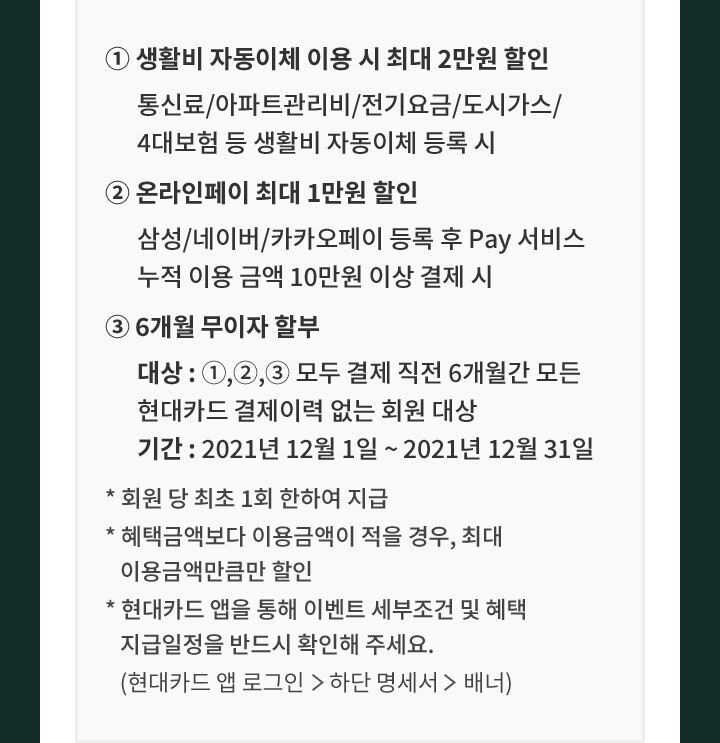 ① 생활비 자동이체 이용 시 최대 2만원 할인
통신료/아파트관리비/전기요금/도시가스/
4대보험 등 생활비 자동이체 등록 시
② 온라인페이 최대 1만원 할인
삼성/네이버/카카오페이 등록 후 Pay 서비스
누적 이용 금액 10만원 이상 결제 시
③ 6개월 무이자 할부
대상 : ①,②,③ 모두 결제 직전 6개월간 모든
현대카드 결제이력 없는 회원 대상
기간 : 2021년 12월 1일 ~ 2021년 12월 31일
* 회원 당 최초 1회 한하여 지급
* 혜택금액보다 이용금액이 적을 경우, 최대
이용금액만큼만 할인
* 현대카드 앱을 통해 이벤트 세부조건 및 혜택
지급일정을 반드시 확인해 주세요.
(현대카드 앱 로그인 > 하단 명세서 > 배너)